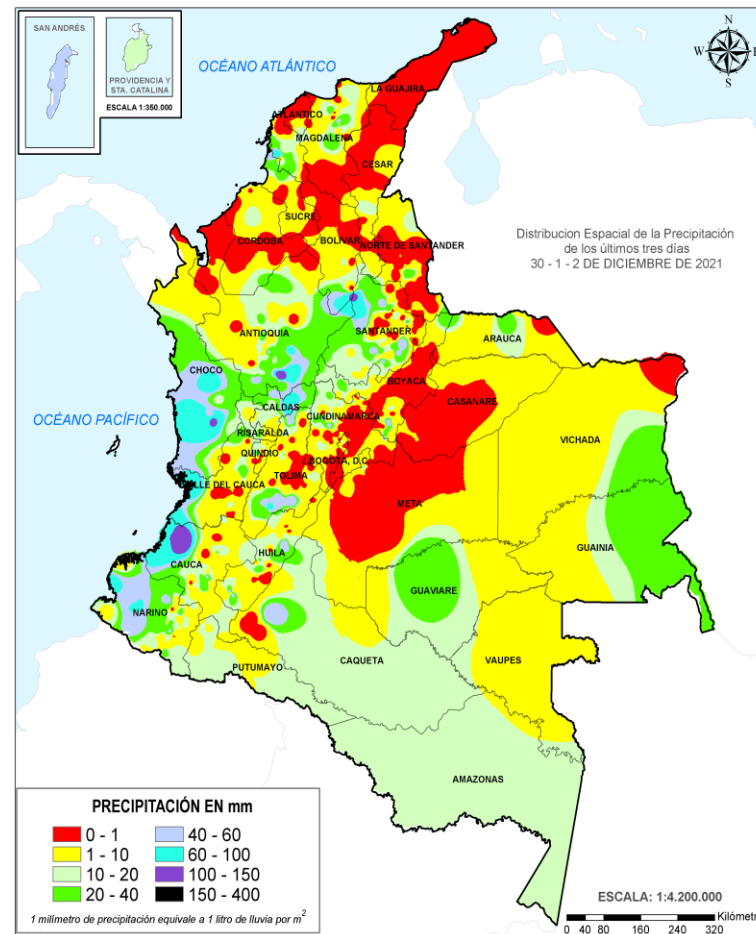 SAN ANDRÉS
PROVIDENCIA Y
STA. CATALINA
ESCALA 1:350.000
OCÉANO ATLÁNTICO
N
W
E
S
LA GUAJIRA
ATLANTICO
MAGDALENA
CESAR
SUCRE
CORDOBA
BOLIVAR
NORTE DE SANTANDER
Distribucion Espacial de la Precipitación
de los últimos tres días
30 - 1 - 2 DE DICIEMBRE DE 2021
ANTIOQUIA
SANTANDER
ARAUCA
CHOCO
BOYACA
CASANARE
OCÉANO PACÍFICO
CALDAS
CUNDINAMARCA
RISARALDA
VICHADA
QUINDIO
BOGOTA, D.C.
TOLIMA
VALLE DEL CAUCA
META
GUAINIA
HUILA
CAUCA
GUAVIARE
NARINO
PUTUMAYO
CAQUETA
VAUPES
AMAZONAS
PRECIPITACIÓN EN mm
0 - 1
40 - 60
1 - 10
60 - 100
10 - 20
100 - 150
20 - 40
150 - 400
1 milímetro de precipitación equivale a 1 litro de lluvia por m2
ESCALA: 1:4.200.000
Kilóm
0 40 80 160 240 320